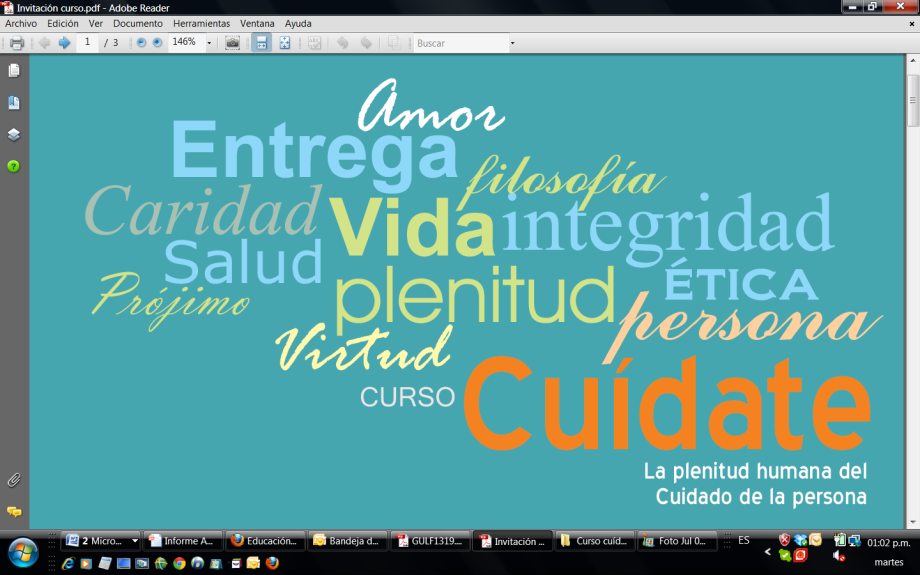 Invitación curso.pdf - Adobe Reader
Archivo Edición Ver Documento Herramientas Ventana Ayuda
1 / 3 146% Buscar
Amor
Entrega
filosofía
Caridad
Vida
integridad
Salud
plenitud
ÉTICA
Prójimo
persona
Virtud
CURSO
Cuídate
La plenitud humana del
Cuidado de la persona
2 Micro... Informe A... Educación... Bandeja d... GULF1319... Invitación ... Curso cuíd... Foto Jul 0... ES 01:02 p.m.
martes